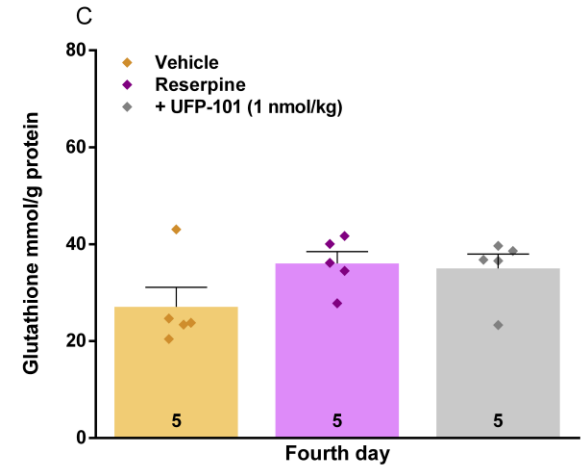 C
Glutathione mmol/g protein
80
60
40
20
0
Vehicle
Reserpine
+ UFP-101 (1 nmol/kg)
5
5
5
Fourth day